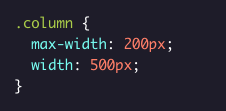 .column {
  max-width: 200px;
  width: 500px;
}